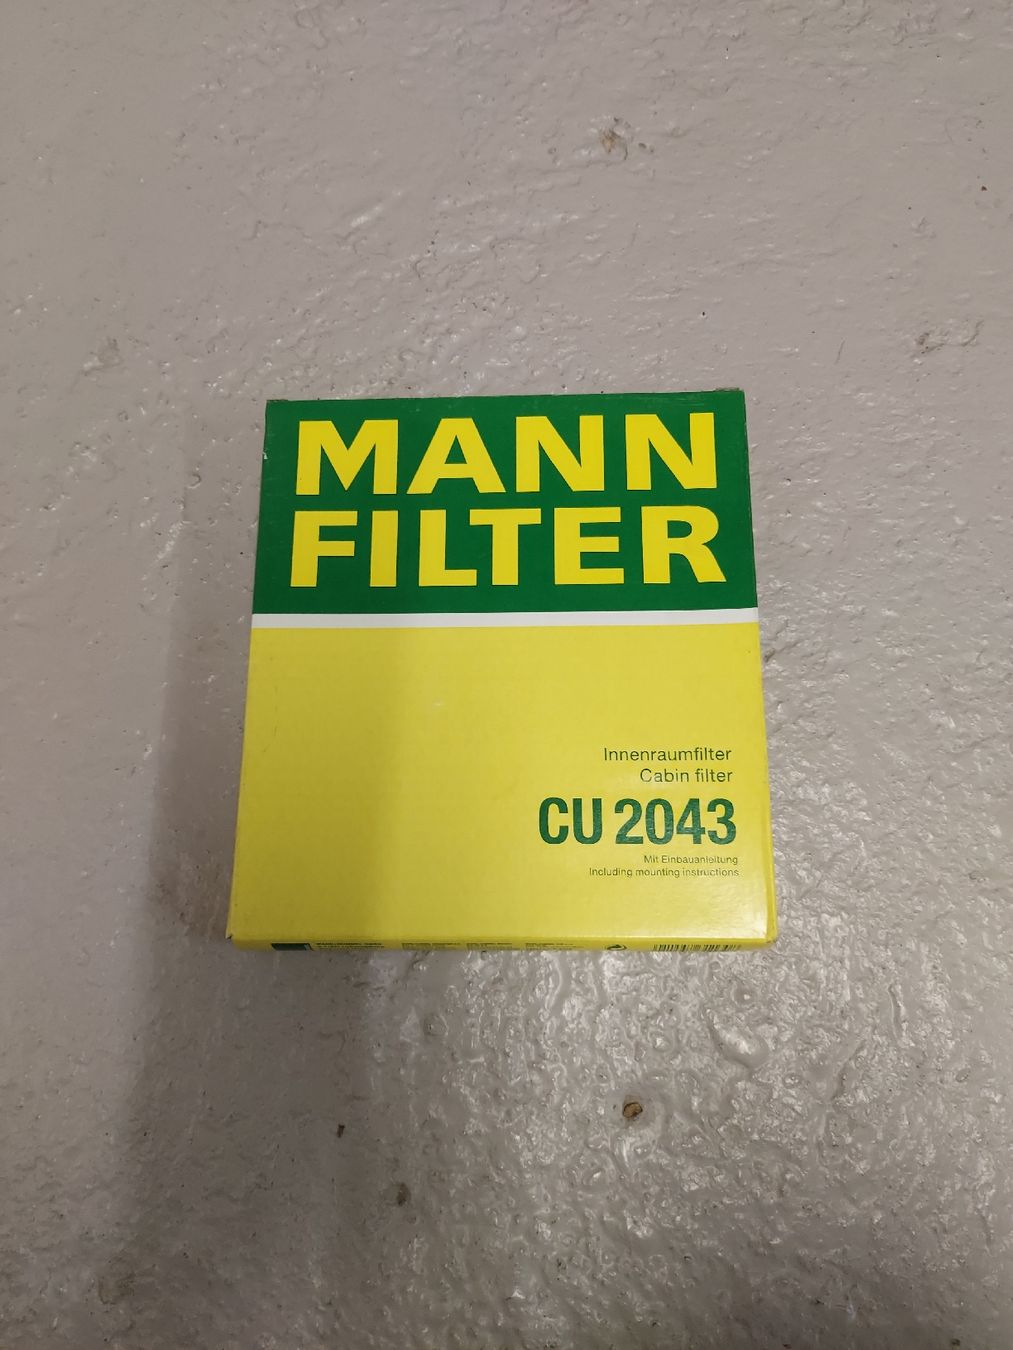 MANN
FILTER
Innenraumfilter
Cabin filter
CU 2043
Mit Einbauanleitung
Including mounting instructions